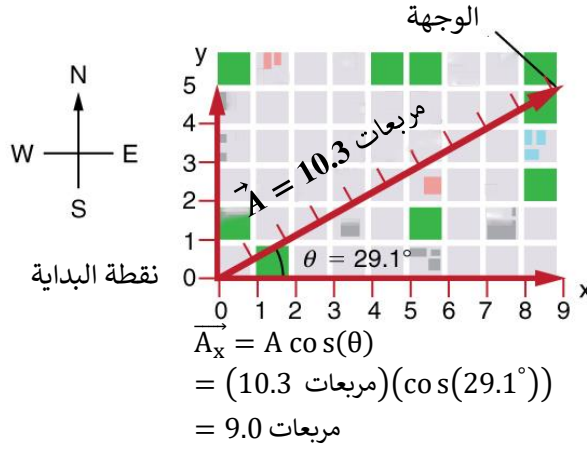 الوجهة
y
N
W E
S
5
4
3
2
1
0
A⃗ = 10.3 مربعات
θ = 29.1°
نقطة البداية
0 1 2 3 4 5 6 7 8 9
x
A⃗ₓ = A cos(θ)
= (10.3 مربعات)(cos(29.1°))
= 9.0 مربعات